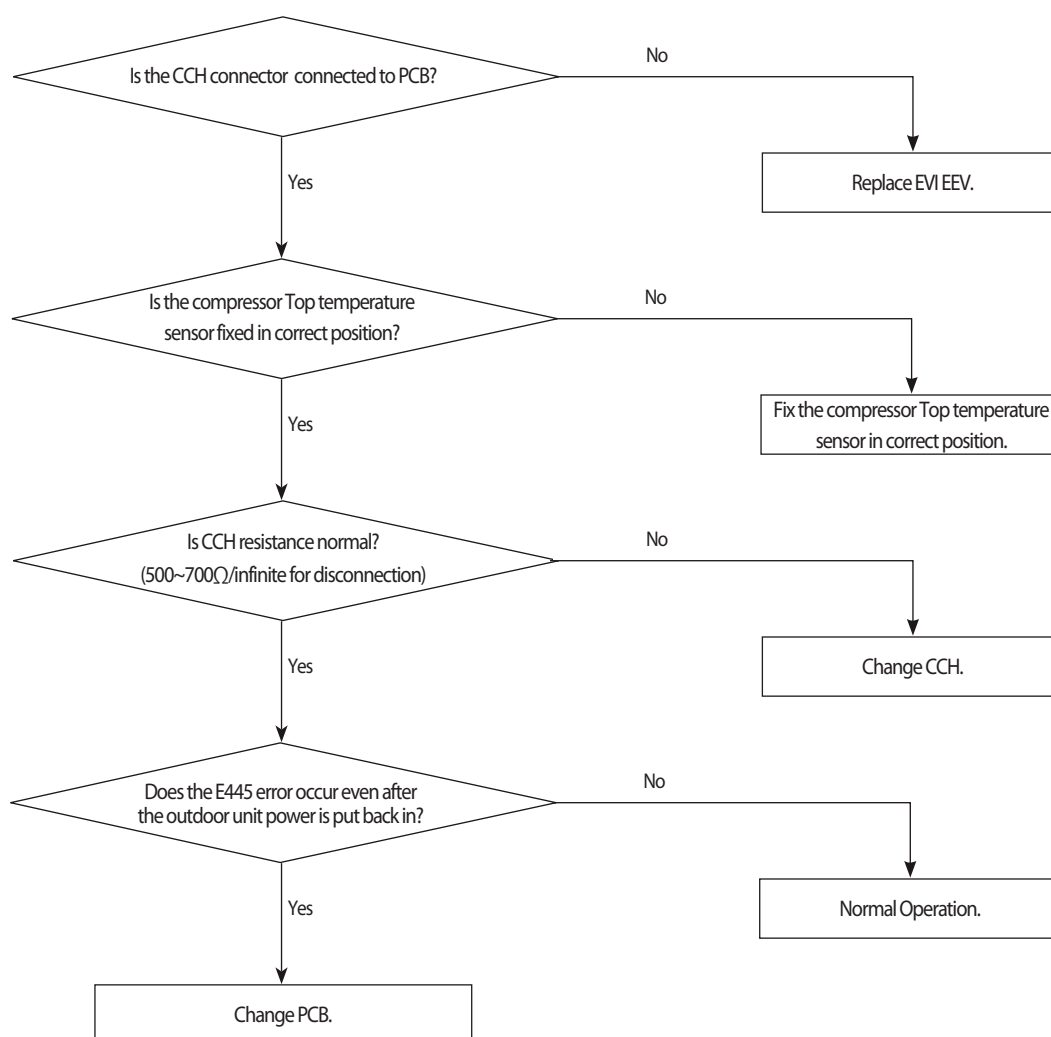 Is the CCH connector connected to PCB?
No
Replace EVI EEV.
Yes
Is the compressor Top temperature
sensor fixed in correct position?
No
Fix the compressor Top temperature
sensor in correct position.
Yes
Is CCH resistance normal?
(500~700Ω/infinite for disconnection)
No
Change CCH.
Yes
Does the E445 error occur even after
the outdoor unit power is put back in?
No
Normal Operation.
Yes
Change PCB.